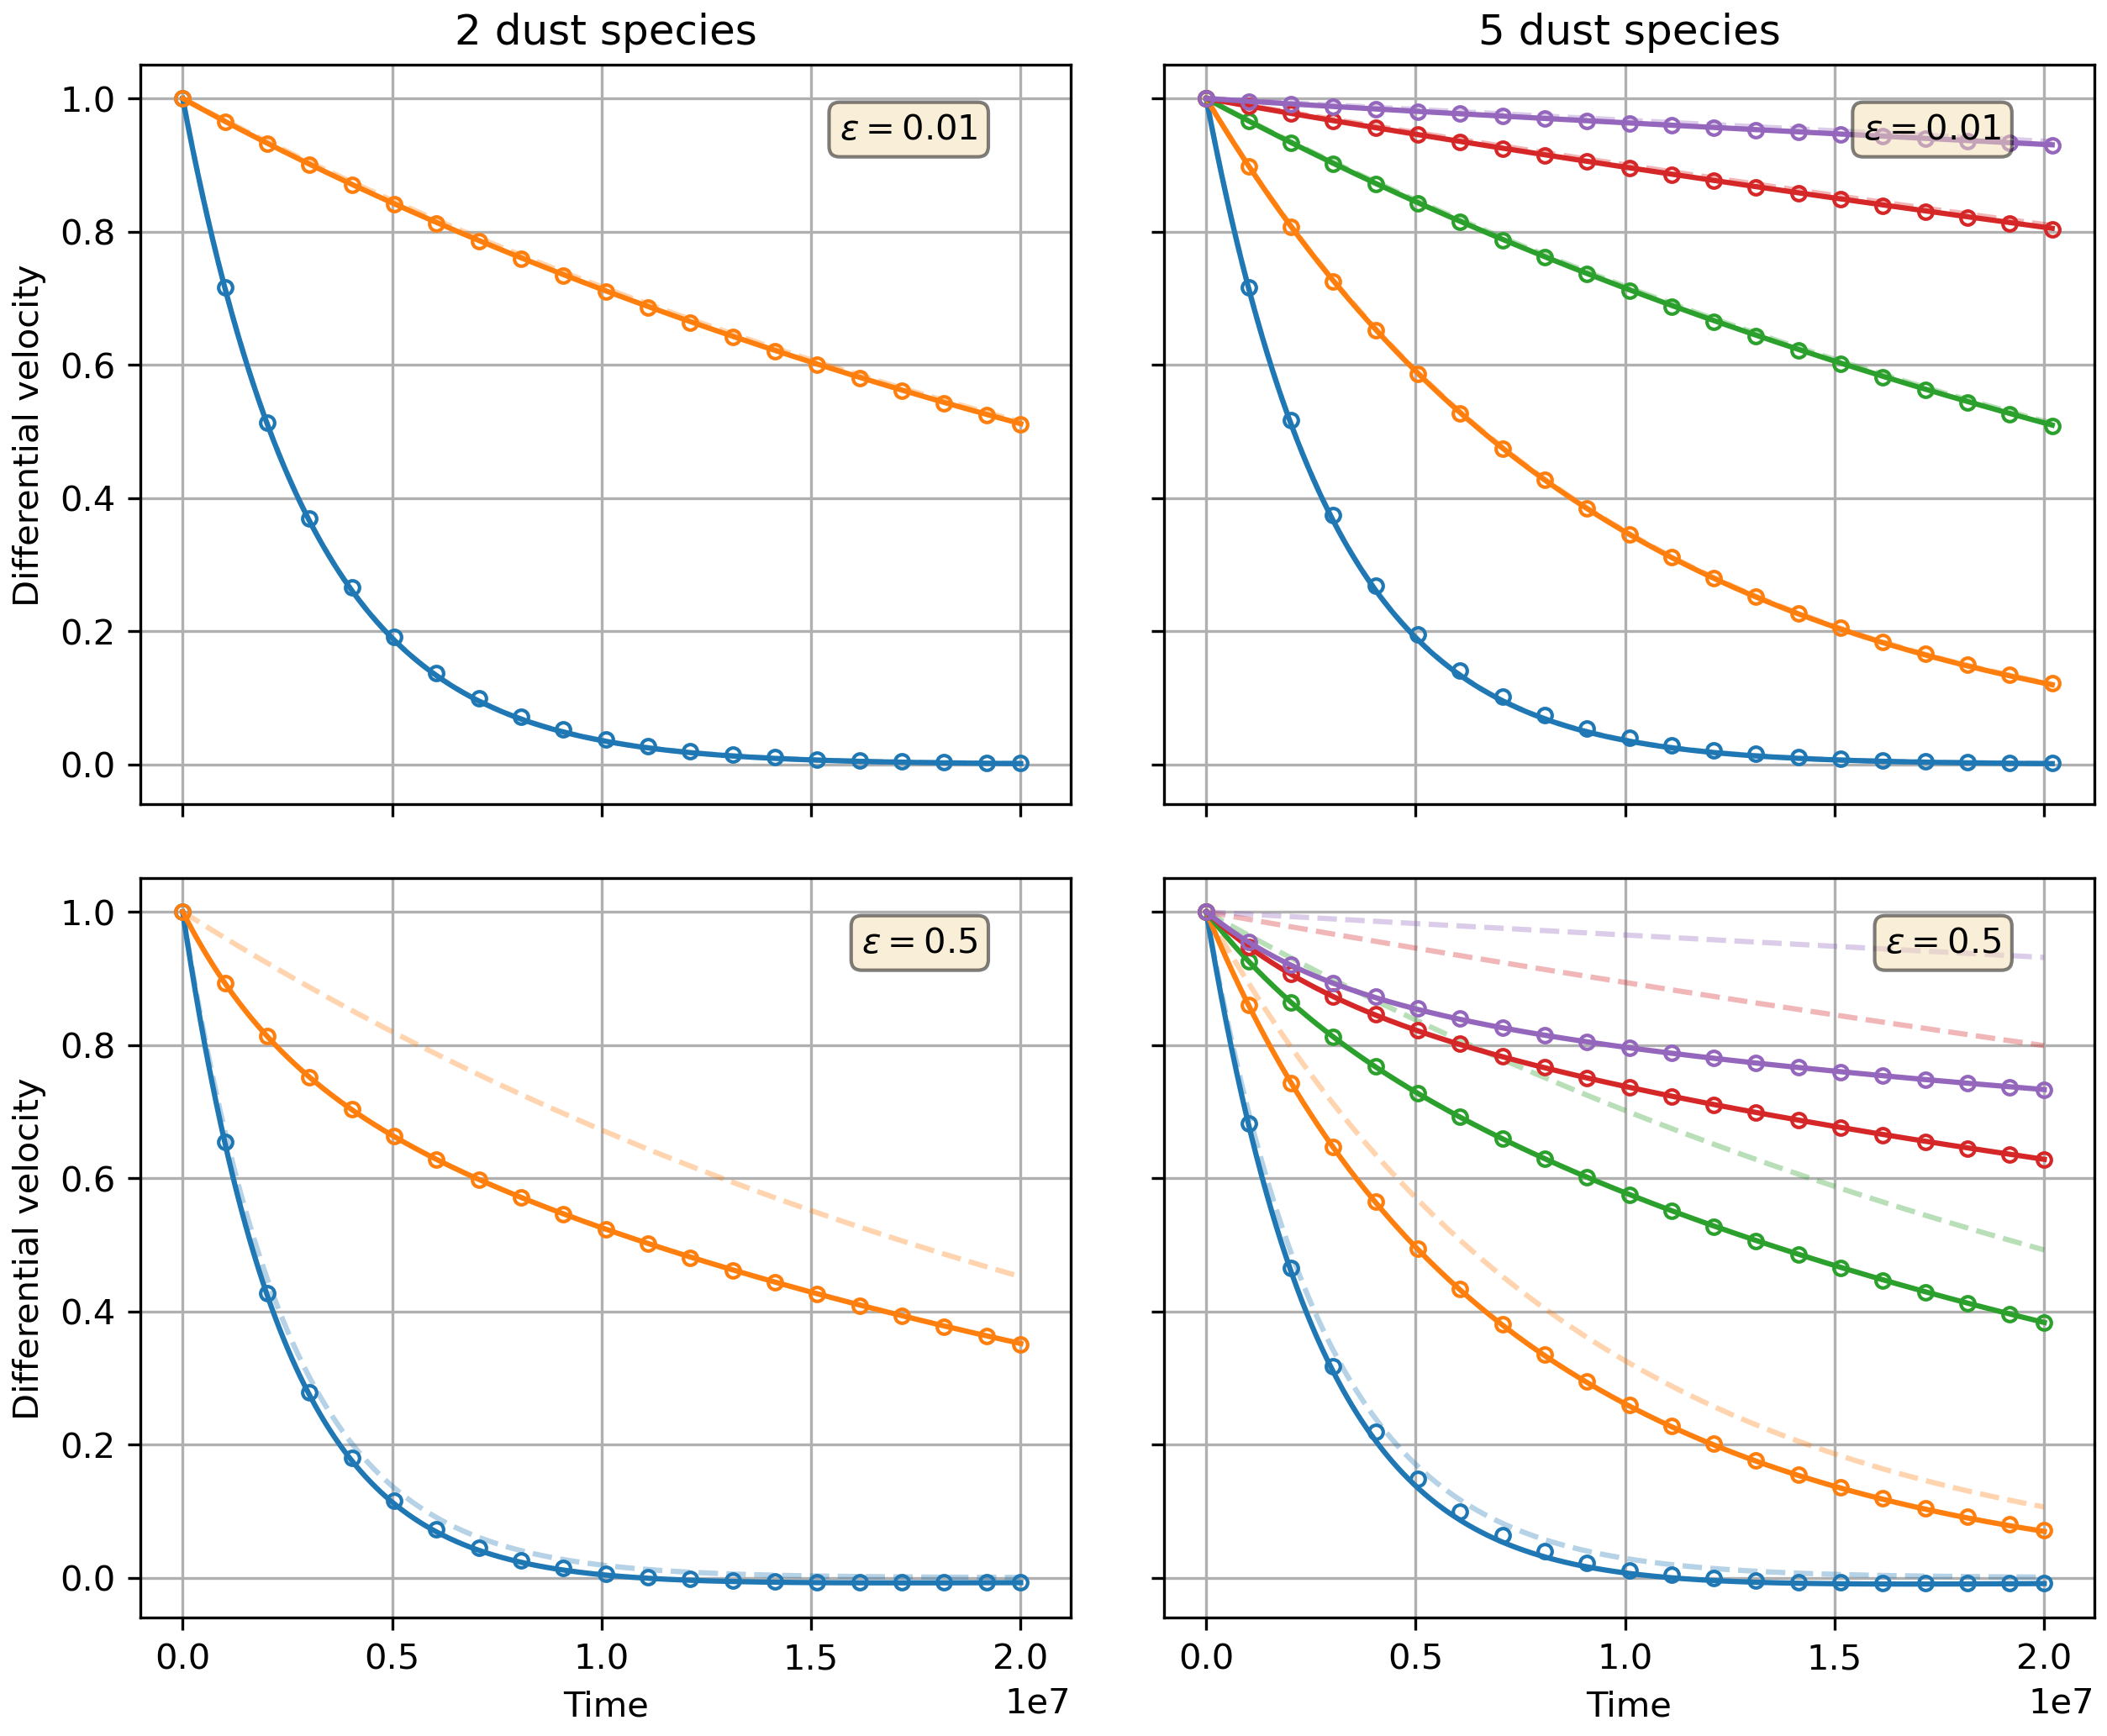 2 dust species
5 dust species
Differential velocity
1.0
0.8
0.6
0.4
0.2
0.0
ε = 0.01
ε = 0.01
Differential velocity
1.0
0.8
0.6
0.4
0.2
0.0
ε = 0.5
ε = 0.5
0.0 0.5 1.0 1.5 2.0
1e7
Time
0.0 0.5 1.0 1.5 2.0
1e7
Time